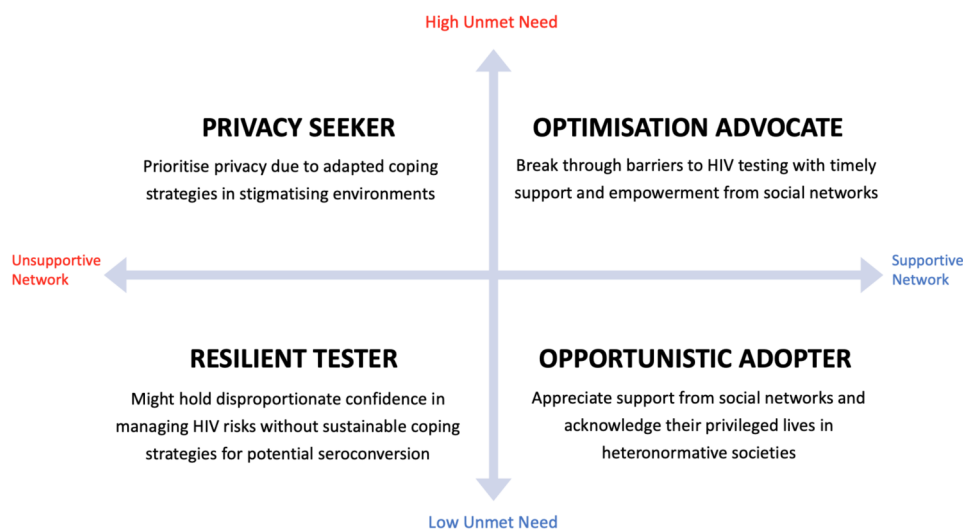 High Unmet Need
PRIVACY SEEKER
Prioritise privacy due to adapted coping
strategies in stigmatising environments
OPTIMISATION ADVOCATE
Break through barriers to HIV testing with timely
support and empowerment from social networks
Unsupportive
Network
Supportive
Network
RESILIENT TESTER
Might hold disproportionate confidence in
managing HIV risks without sustainable coping
strategies for potential seroconversion
OPPORTUNISTIC ADOPTER
Appreciate support from social networks and
acknowledge their privileged lives in
heteronormative societies
Low Unmet Need